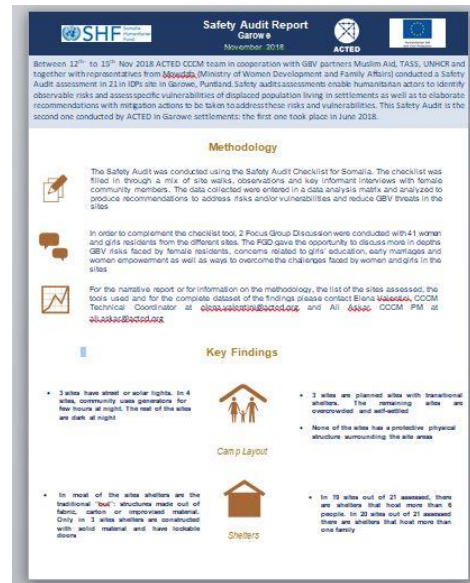 SHF Somalia
Humanitarian
Fund
Safety Audit Report
Garowe
November 2018
ACTED
Between 12th to 15th Nov 2018 ACTED CCCM team in cooperation with GBV partners Muslim Aid, TASS, UNHCR and
together with representatives from Mowdafa (Ministry of Women Development and Family Affairs) conducted a Safety
Audit assessment in 21 in IDPs site in Garowe, Puntland. Safety audits assessments enable humanitarian actors to identify
observable risks and assess specific vulnerabilities of displaced population living in settlements as well as to elaborate
recommendations with mitigation actions to be taken to address these risks and vulnerabilities. This Safety Audit is the
second one conducted by ACTED in Garowe settlements: the first one took place in June 2018.
Methodology
The Safety Audit was conducted using the Safety Audit Checklist for Somalia. The checklist was
filled in through a mix of site walks, observations and key informant interviews with female
community members. The data collected were entered in a data analysis matrix and analyzed to
produce recommendations to address risks and/or vulnerabilities and reduce GBV threats in the
sites
In order to complement the checklist tool, 2 Focus Group Discussion were conducted with 41 women
and girls residents from the different sites. The FGD gave the opportunity to discuss more in depths
GBV risks faced by female residents, concerns related to girls' education, early marriages and
women empowerment as well as ways to overcome the challenges faced by women and girls in the
sites
For the narrative report or for information on the methodology, the list of the sites assessed, the
tools used and for the complete dataset of the findings please contact Elena Valentini, CCCM
Technical Coordinator at elena.valentini@acted.org and Ali Askar, CCCM PM at
ali.askar@acted.org
Key Findings
• 3 sites have street or solar lights. In 4
sites, community uses generators for
few hours at night. The rest of the sites
are dark at night
Camp Layout
• 3 sites are planned with transitional
shelters. The remaining sites are
overcrowded and self-settled
• None of the sites has a protective physical
structure surrounding the site areas
• In most of the sites shelters are the
traditional "buul": structures made out of
fabric, carton or improvised material.
Only in 3 sites shelters are constructed
with solid material and have lockable
doors
Shelters
• In 19 sites out of 21 assessed, there
are shelters that host more than 6
people. In 20 sites out of 21 assessed
there are shelters that host more than
one family